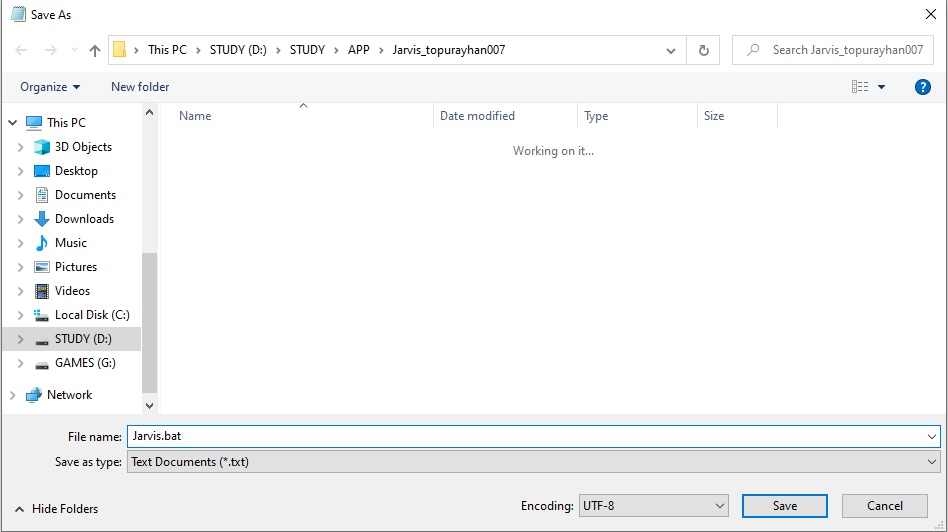 Save As
This PC > STUDY (D:) > STUDY > APP > Jarvis_topurayhan007
Search Jarvis_topurayhan007
Organize
New folder
Name
Date modified
Type
Size
Working on it...
This PC
3D Objects
Desktop
Documents
Downloads
Music
Pictures
Videos
Local Disk (C:)
STUDY (D:)
GAMES (G:)
Network
File name: Jarvis.bat
Save as type: Text Documents (*.txt)
Hide Folders
Encoding: UTF-8
Save
Cancel